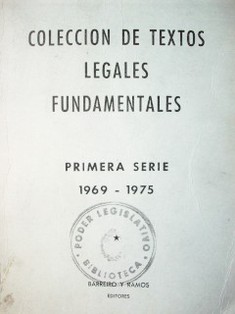 COLECCION DE TEXTOS
LEGALES
FUNDAMENTALES
PRIMERA SERIE
1969 - 1975
PODER LEGISLATIVO
BIBLIOTECA
BARREIRO Y RAMOS
EDITORES